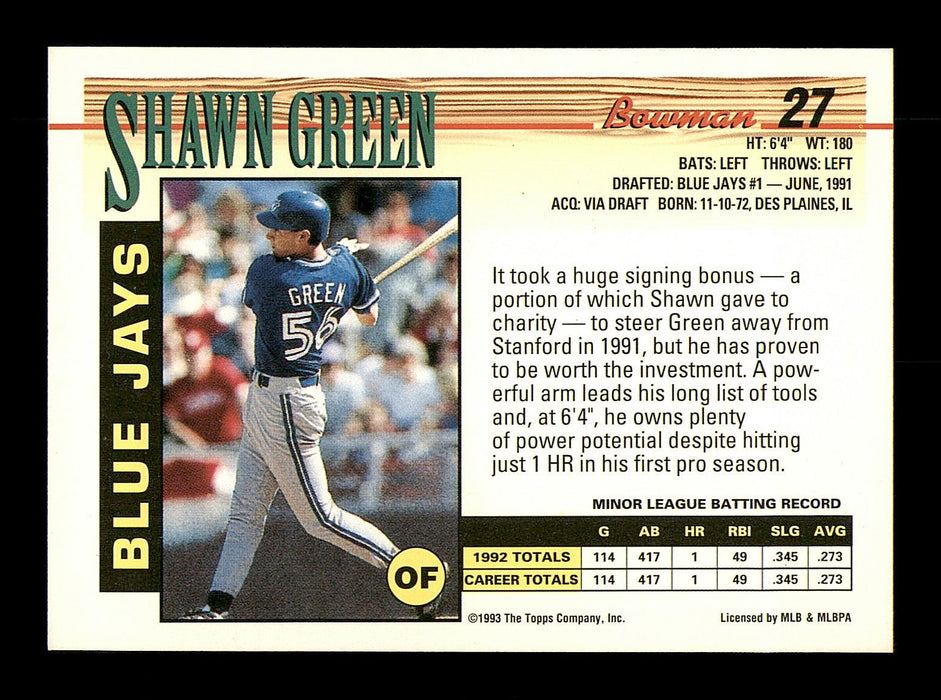 SHAWN GREEN
Bowman 27
HT: 6'4" WT: 180
BATS: LEFT THROWS: LEFT
DRAFTED: BLUE JAYS #1 — JUNE, 1991
ACQ: VIA DRAFT BORN: 11-10-72, DES PLAINES, IL
BLUE JAYS
GREEN
56
OF
It took a huge signing bonus — a
portion of which Shawn gave to
charity — to steer Green away from
Stanford in 1991, but he has proven
to be worth the investment. A pow-
erful arm leads his long list of tools
and, at 6'4", he owns plenty
of power potential despite hitting
just 1 HR in his first pro season.
MINOR LEAGUE BATTING RECORD
G AB HR RBI SLG AVG
1992 TOTALS 114 417 1 49 .345 .273
CAREER TOTALS 114 417 1 49 .345 .273
©1993 The Topps Company, Inc. Licensed by MLB & MLBPA